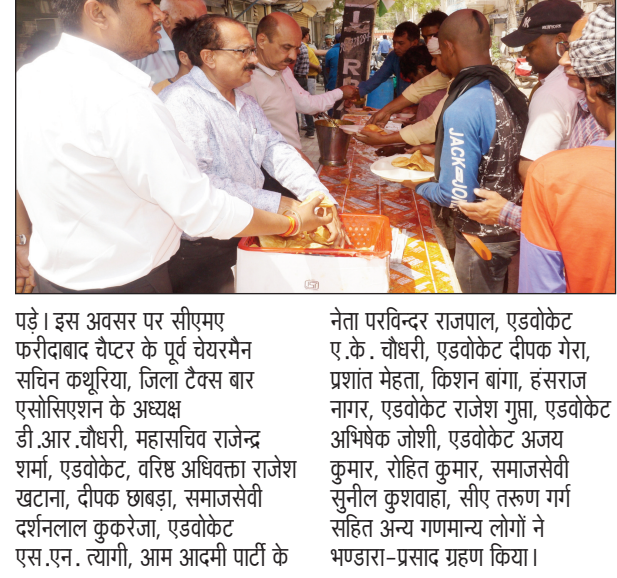 JACK=JON
पड़े। इस अवसर पर सीएमए
फरीदाबाद चैप्टर के पूर्व चेयरमैन
सचिन कथूरिया, जिला टैक्स बार
एसोसिएशन के अध्यक्ष
डी.आर.चौधरी, महासचिव राजेन्द्र
शर्मा, एडवोकेट, वरिष्ठ अधिवक्ता राजेश
खटाना, दीपक छाबड़ा, समाजसेवी
दर्शनलाल कुकरेजा, एडवोकेट
एस.एन. त्यागी, आम आदमी पार्टी के
नेता परविन्दर राजपाल, एडवोकेट
ए.के. चौधरी, एडवोकेट दीपक गेरा,
प्रशांत मेहता, किशन बांगा, हंसराज
नागर, एडवोकेट राजेश गुप्ता, एडवोकेट
अभिषेक जोशी, एडवोकेट अजय
कुमार, रोहित कुमार, समाजसेवी
सुनील कुशवाहा, सीए तरूण गर्ग
सहित अन्य गणमान्य लोगों ने
भण्डारा-प्रसाद ग्रहण किया।